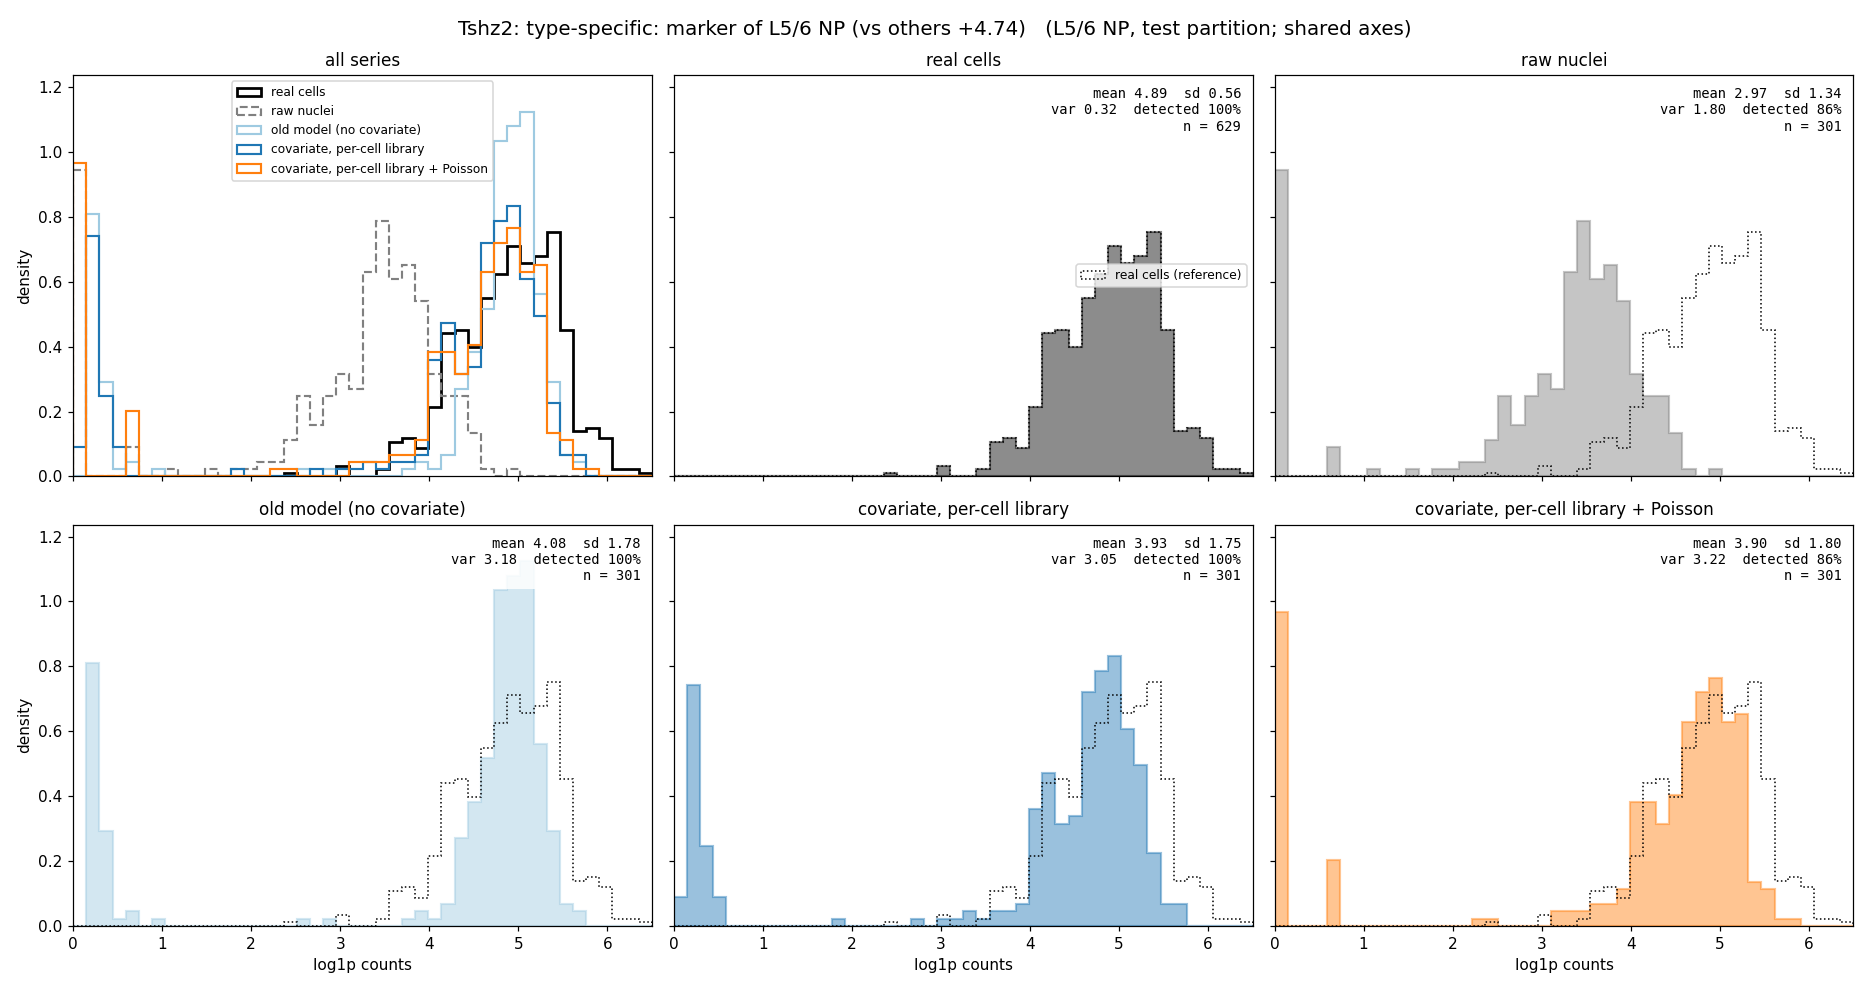 Tshz2: type-specific: marker of L5/6 NP (vs others +4.74)   (L5/6 NP, test partition; shared axes)
all series
real cells
raw nuclei
old model (no covariate)
covariate, per-cell library
covariate, per-cell library + Poisson
density
0.0
0.2
0.4
0.6
0.8
1.0
1.2
real cells
mean 4.89  sd 0.56
var 0.32  detected 100%
n = 629
real cells (reference)
raw nuclei
mean 2.97  sd 1.34
var 1.80  detected 86%
n = 301
old model (no covariate)
mean 4.08  sd 1.78
var 3.18  detected 100%
n = 301
density
0.0
0.2
0.4
0.6
0.8
1.0
1.2
0 1 2 3 4 5 6
log1p counts
covariate, per-cell library
mean 3.93  sd 1.75
var 3.05  detected 100%
n = 301
0 1 2 3 4 5 6
log1p counts
covariate, per-cell library + Poisson
mean 3.90  sd 1.80
var 3.22  detected 86%
n = 301
0 1 2 3 4 5 6
log1p counts